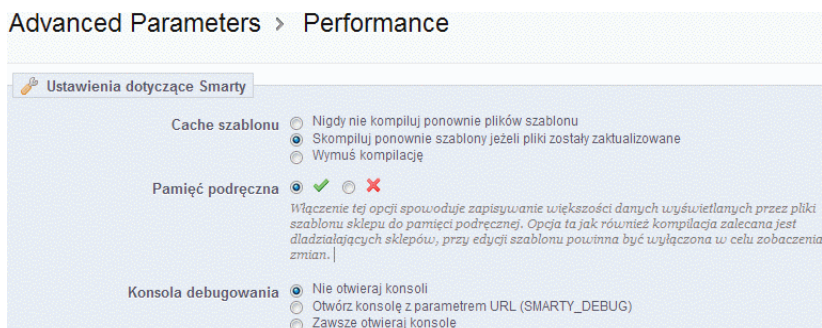 Advanced Parameters > Performance
Ustawienia dotyczące Smarty
Cache szablonu
Nigdy nie kompiluj ponownie plików szablonu
Skompiluj ponownie szablony jeżeli pliki zostały zaktualizowane
Wymuś kompilację
Pamięć podręczna
Włączenie tej opcji spowoduje zapisywanie większości danych wyświetlanych przez pliki
szablonu sklepu do pamięci podręcznej. Opcja ta jak również kompilacja zalecana jest
dladziałających sklepów, przy edycji szablonu powinna być wyłączona w celu zobaczenia
zmian.
Konsola debugowania
Nie otwieraj konsoli
Otwórz konsolę z parametrem URL (SMARTY_DEBUG)
Zawsze otwieraj konsolę